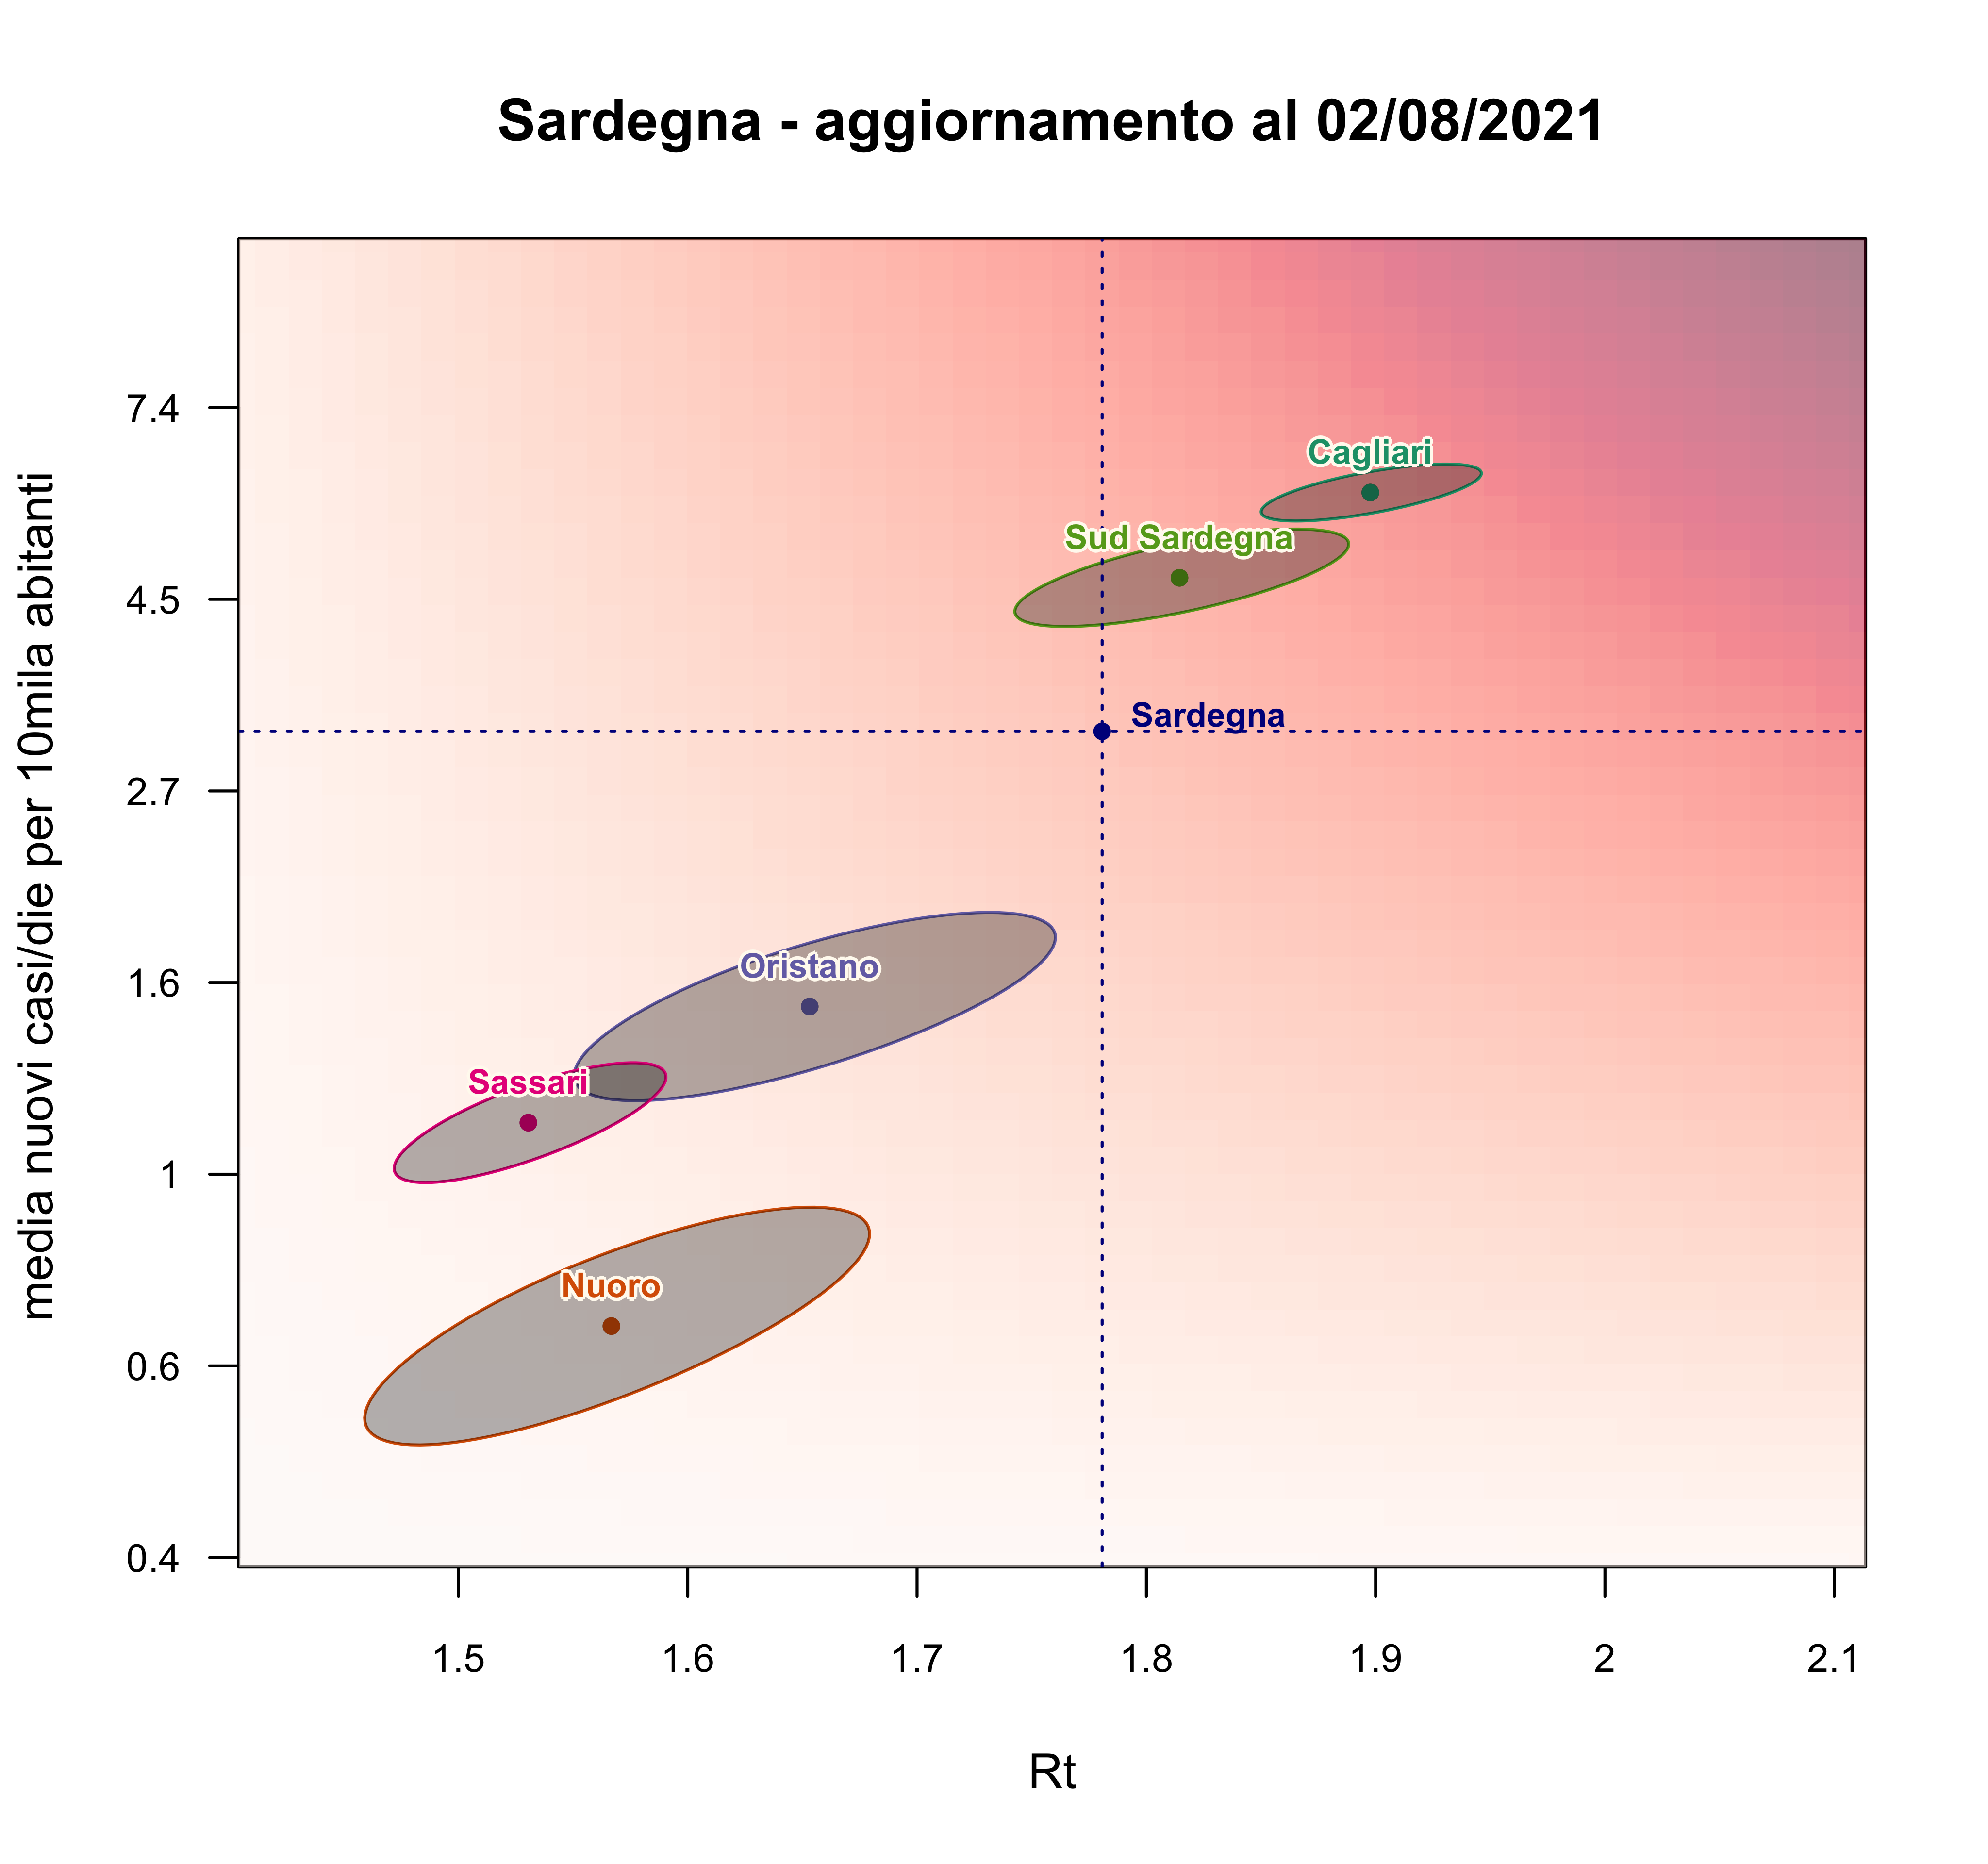 Sardegna - aggiornamento al 02/08/2021
media nuovi casi/die per 10mila abitanti
7.4
4.5
2.7
1.6
1
0.6
0.4
Cagliari
Sud Sardegna
Sardegna
Oristano
Sassari
Nuoro
1.5 1.6 1.7 1.8 1.9 2 2.1
Rt